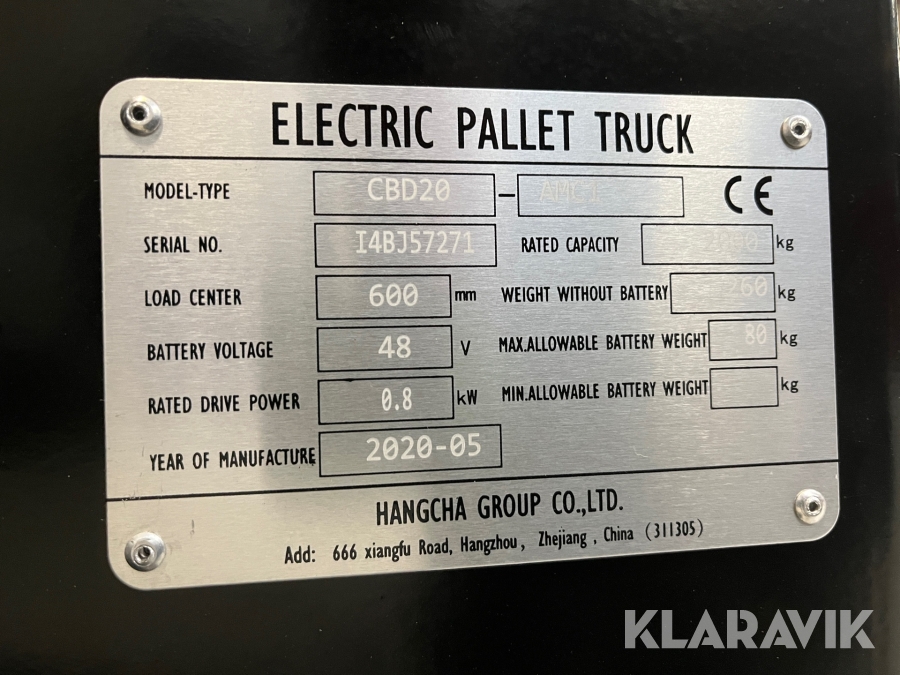 ELECTRIC PALLET TRUCK
MODEL-TYPE CBD20 - AMC1 CE
SERIAL NO. I4BJ57271 RATED CAPACITY kg
LOAD CENTER 600 mm WEIGHT WITHOUT BATTERY 260 kg
BATTERY VOLTAGE 48 V MAX.ALLOWABLE BATTERY WEIGHT 80 kg
RATED DRIVE POWER 0.8 kW MIN.ALLOWABLE BATTERY WEIGHT kg
YEAR OF MANUFACTURE 2020-05
HANGCHA GROUP CO.,LTD.
Add: 666 xiangfu Road, Hangzhou, Zhejiang, China (311305)
KLARAVIK